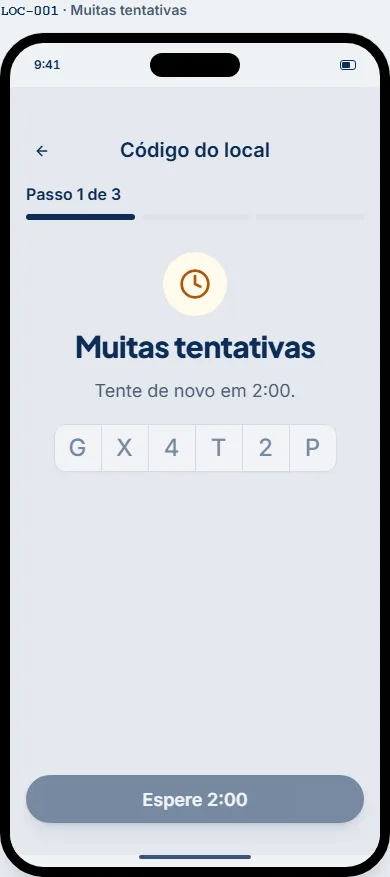 LOC-001 · Muitas tentativas
9:41
Código do local
Passo 1 de 3
Muitas tentativas
Tente de novo em 2:00.
G X 4 T 2 P
Espere 2:00